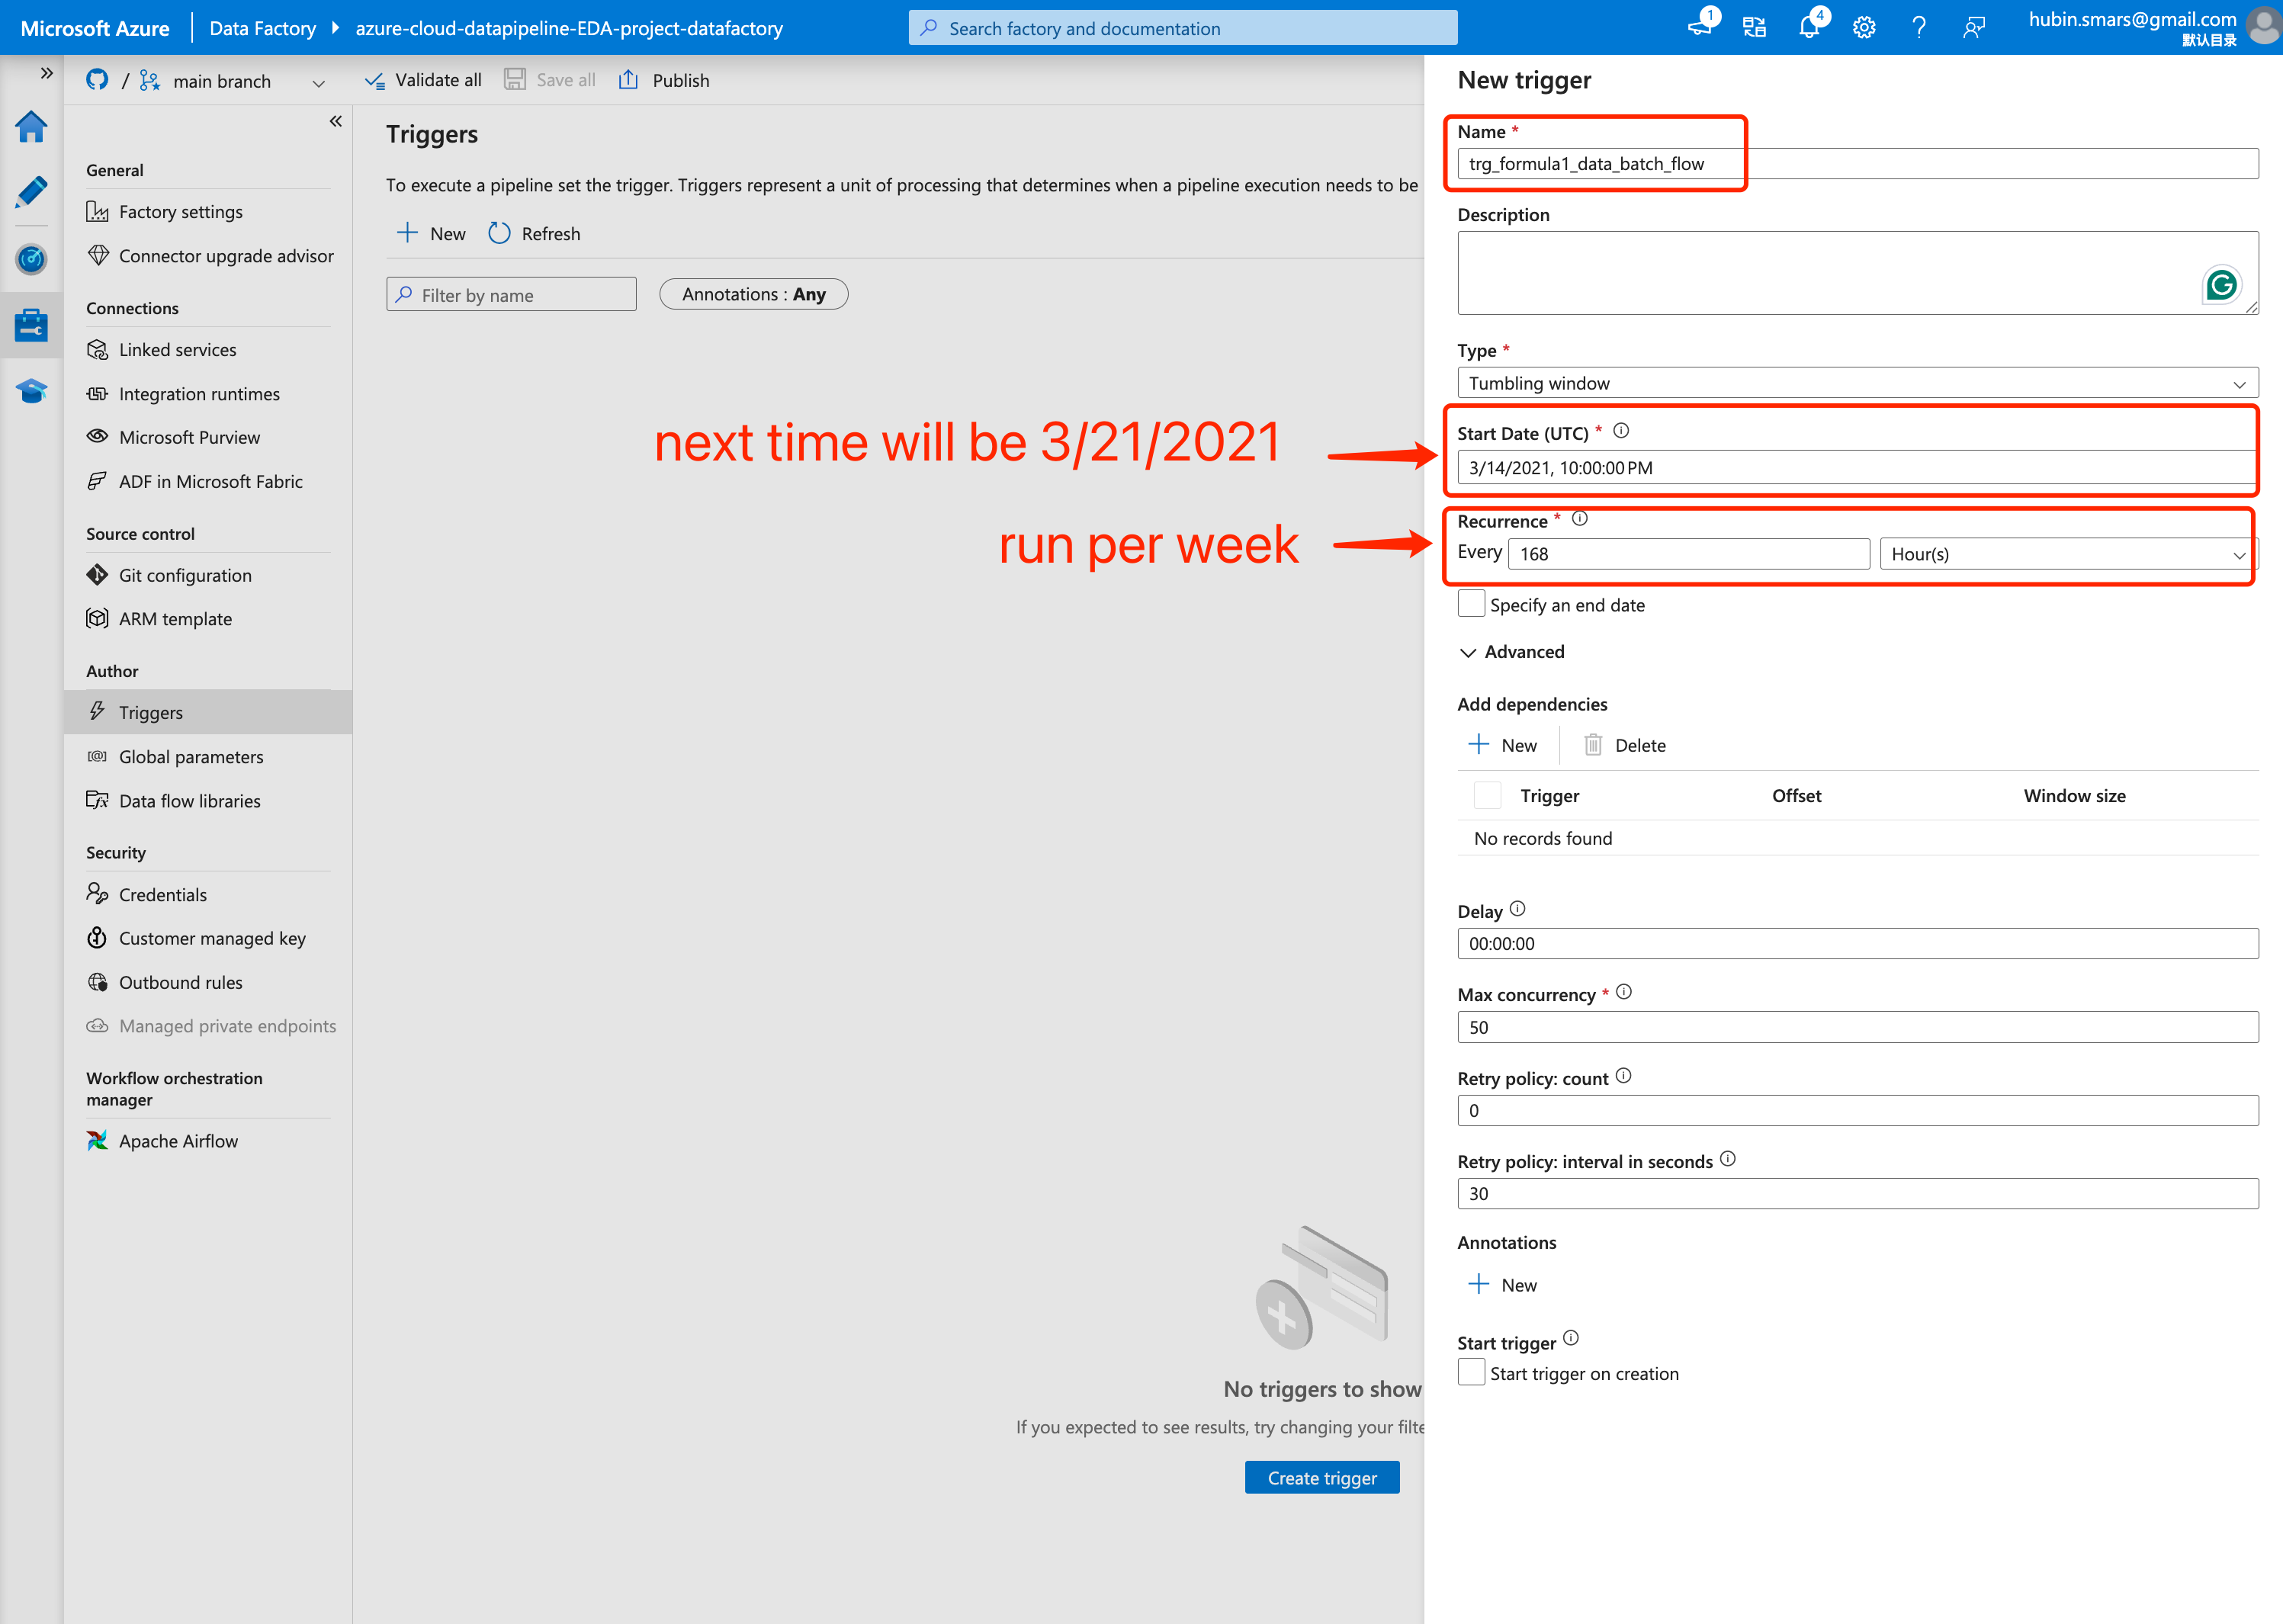 Microsoft Azure
Data Factory
azure-cloud-datapipeline-EDA-project-datafactory
Search factory and documentation
1
4
hubin.smars@gmail.com
默认目录
/ main branch
Validate all
Save all
Publish
General
Factory settings
Connector upgrade advisor
Connections
Linked services
Integration runtimes
Microsoft Purview
ADF in Microsoft Fabric
Source control
Git configuration
ARM template
Author
Triggers
Global parameters
Data flow libraries
Security
Credentials
Customer managed key
Outbound rules
Managed private endpoints
Workflow orchestration
manager
Apache Airflow
Triggers
To execute a pipeline set the trigger. Triggers represent a unit of processing that determines when a pipeline execution needs to be
New
Refresh
Filter by name
Annotations : Any
next time will be 3/21/2021
run per week
No triggers to show
If you expected to see results, try changing your filte
Create trigger
New trigger
Name *
trg_formula1_data_batch_flow
Description
Type *
Tumbling window
Start Date (UTC) *
3/14/2021, 10:00:00 PM
Recurrence *
Every 168 Hour(s)
Specify an end date
Advanced
Add dependencies
New
Delete
Trigger Offset Window size
No records found
Delay
00:00:00
Max concurrency *
50
Retry policy: count
0
Retry policy: interval in seconds
30
Annotations
New
Start trigger
Start trigger on creation